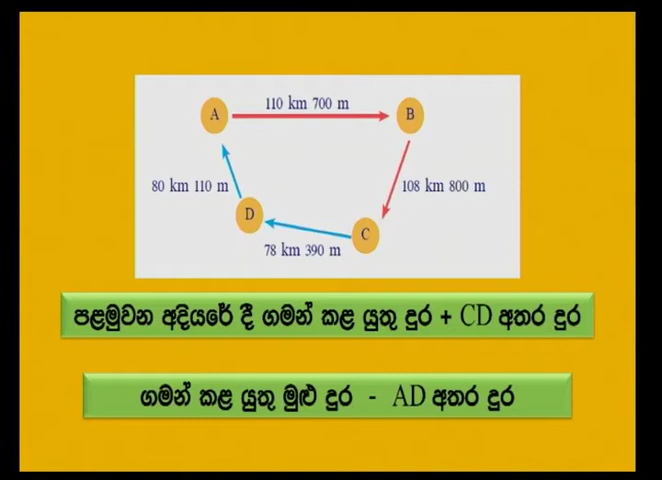 110 km 700 m
A
B
80 km 110 m
108 km 800 m
D
C
78 km 390 m
පළමුවන අදියරේ දී ගමන් කළ යුතු දුර + CD අතර දුර
ගමන් කළ යුතු මුළු දුර - AD අතර දුර